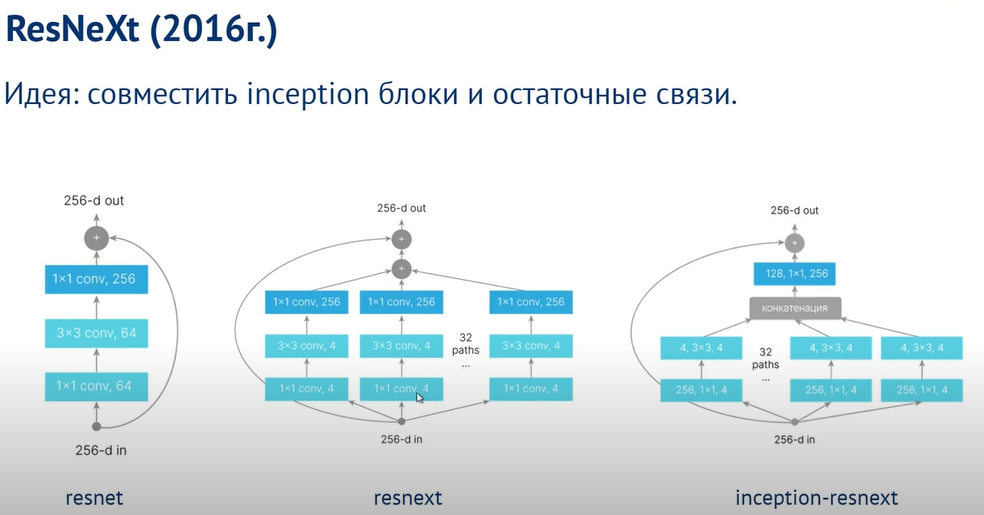 ResNeXt (2016г.)
Идея: совместить inception блоки и остаточные связи.
256-d out
+
1×1 conv, 256
3×3 conv, 64
1×1 conv, 64
256-d in
resnet
256-d out
+
+
1×1 conv, 256 1×1 conv, 256 1×1 conv, 256
3×3 conv, 4 3×3 conv, 4 32 paths ... 3×3 conv, 4
1×1 conv, 4 1×1 conv, 4 1×1 conv, 4
256-d in
resnext
256-d out
+
128, 1×1, 256
конкатенация
4, 3×3, 4 32 paths ... 4, 3×3, 4 4, 3×3, 4
256, 1×1, 4 256, 1×1, 4 256, 1×1, 4
256-d in
inception-resnext